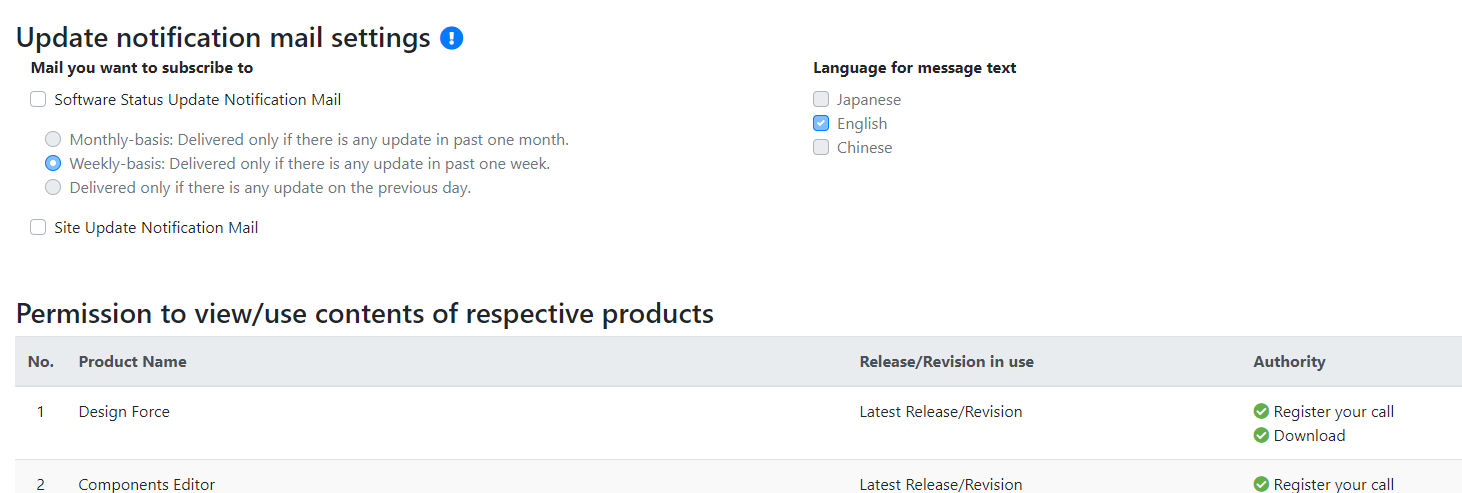 Update notification mail settings
Mail you want to subscribe to
Software Status Update Notification Mail
Monthly-basis: Delivered only if there is any update in past one month.
Weekly-basis: Delivered only if there is any update in past one week.
Delivered only if there is any update on the previous day.
Site Update Notification Mail
Language for message text
Japanese
English
Chinese
Permission to view/use contents of respective products
No. Product Name Release/Revision in use Authority
1 Design Force Latest Release/Revision Register your call
Download
2 Components Editor Latest Release/Revision Register your call